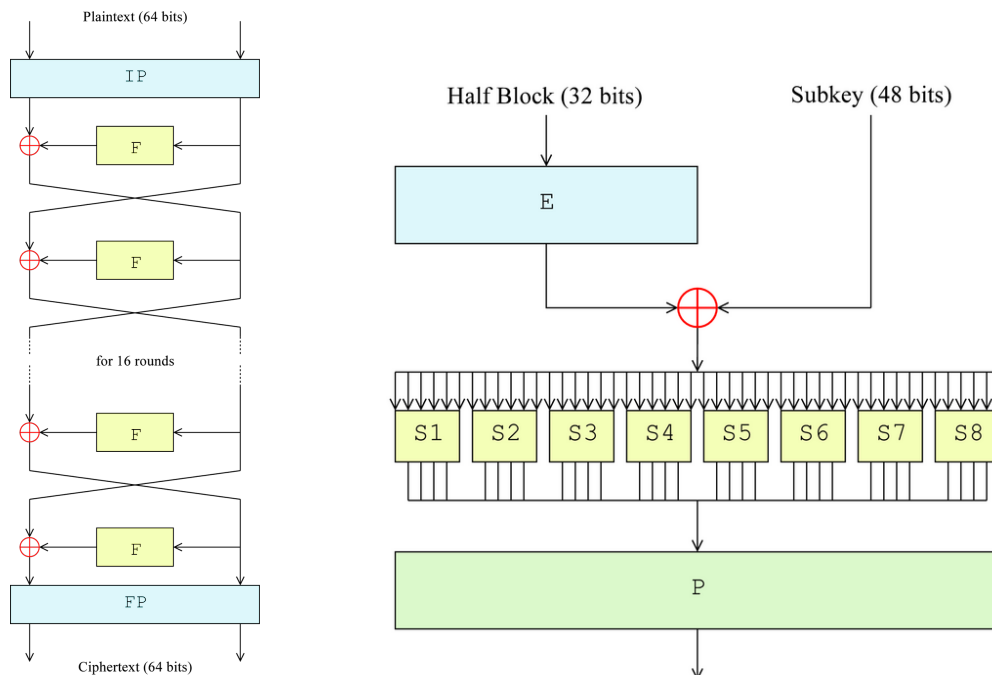 Plaintext (64 bits)
IP
F
F
for 16 rounds
F
F
FP
Ciphertext (64 bits)
Half Block (32 bits) Subkey (48 bits)
E
S1 S2 S3 S4 S5 S6 S7 S8
P